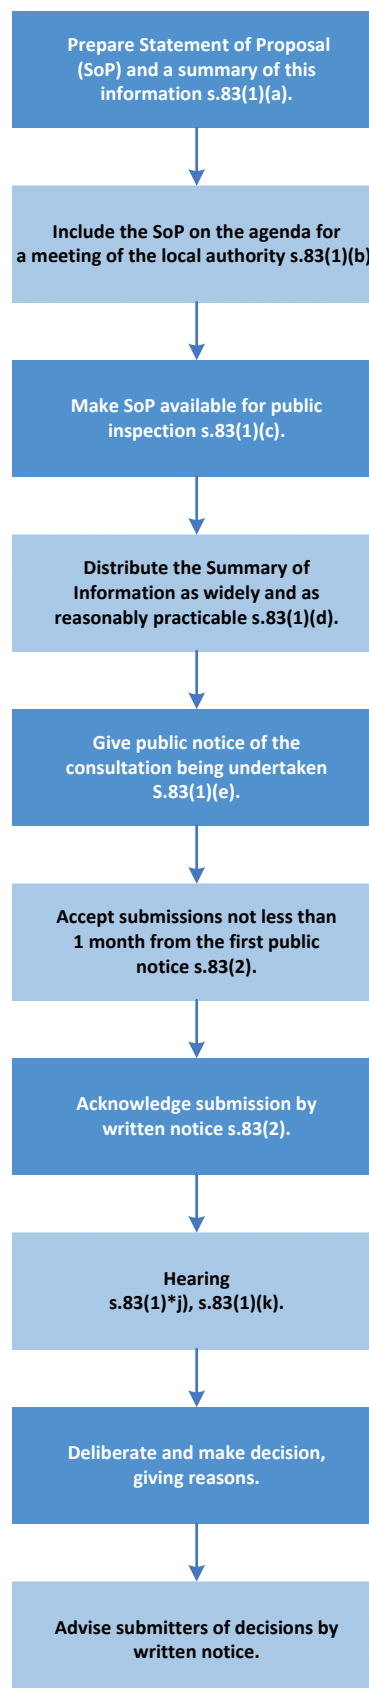 Prepare Statement of Proposal
(SoP) and a summary of this
information s.83(1)(a).
Include the SoP on the agenda for
a meeting of the local authority s.83(1)(b)
Make SoP available for public
inspection s.83(1)(c).
Distribute the Summary of
Information as widely and as
reasonably practicable s.83(1)(d).
Give public notice of the
consultation being undertaken
S.83(1)(e).
Accept submissions not less than
1 month from the first public
notice s.83(2).
Acknowledge submission by
written notice s.83(2).
Hearing
s.83(1)*j), s.83(1)(k).
Deliberate and make decision,
giving reasons.
Advise submitters of decisions by
written notice.